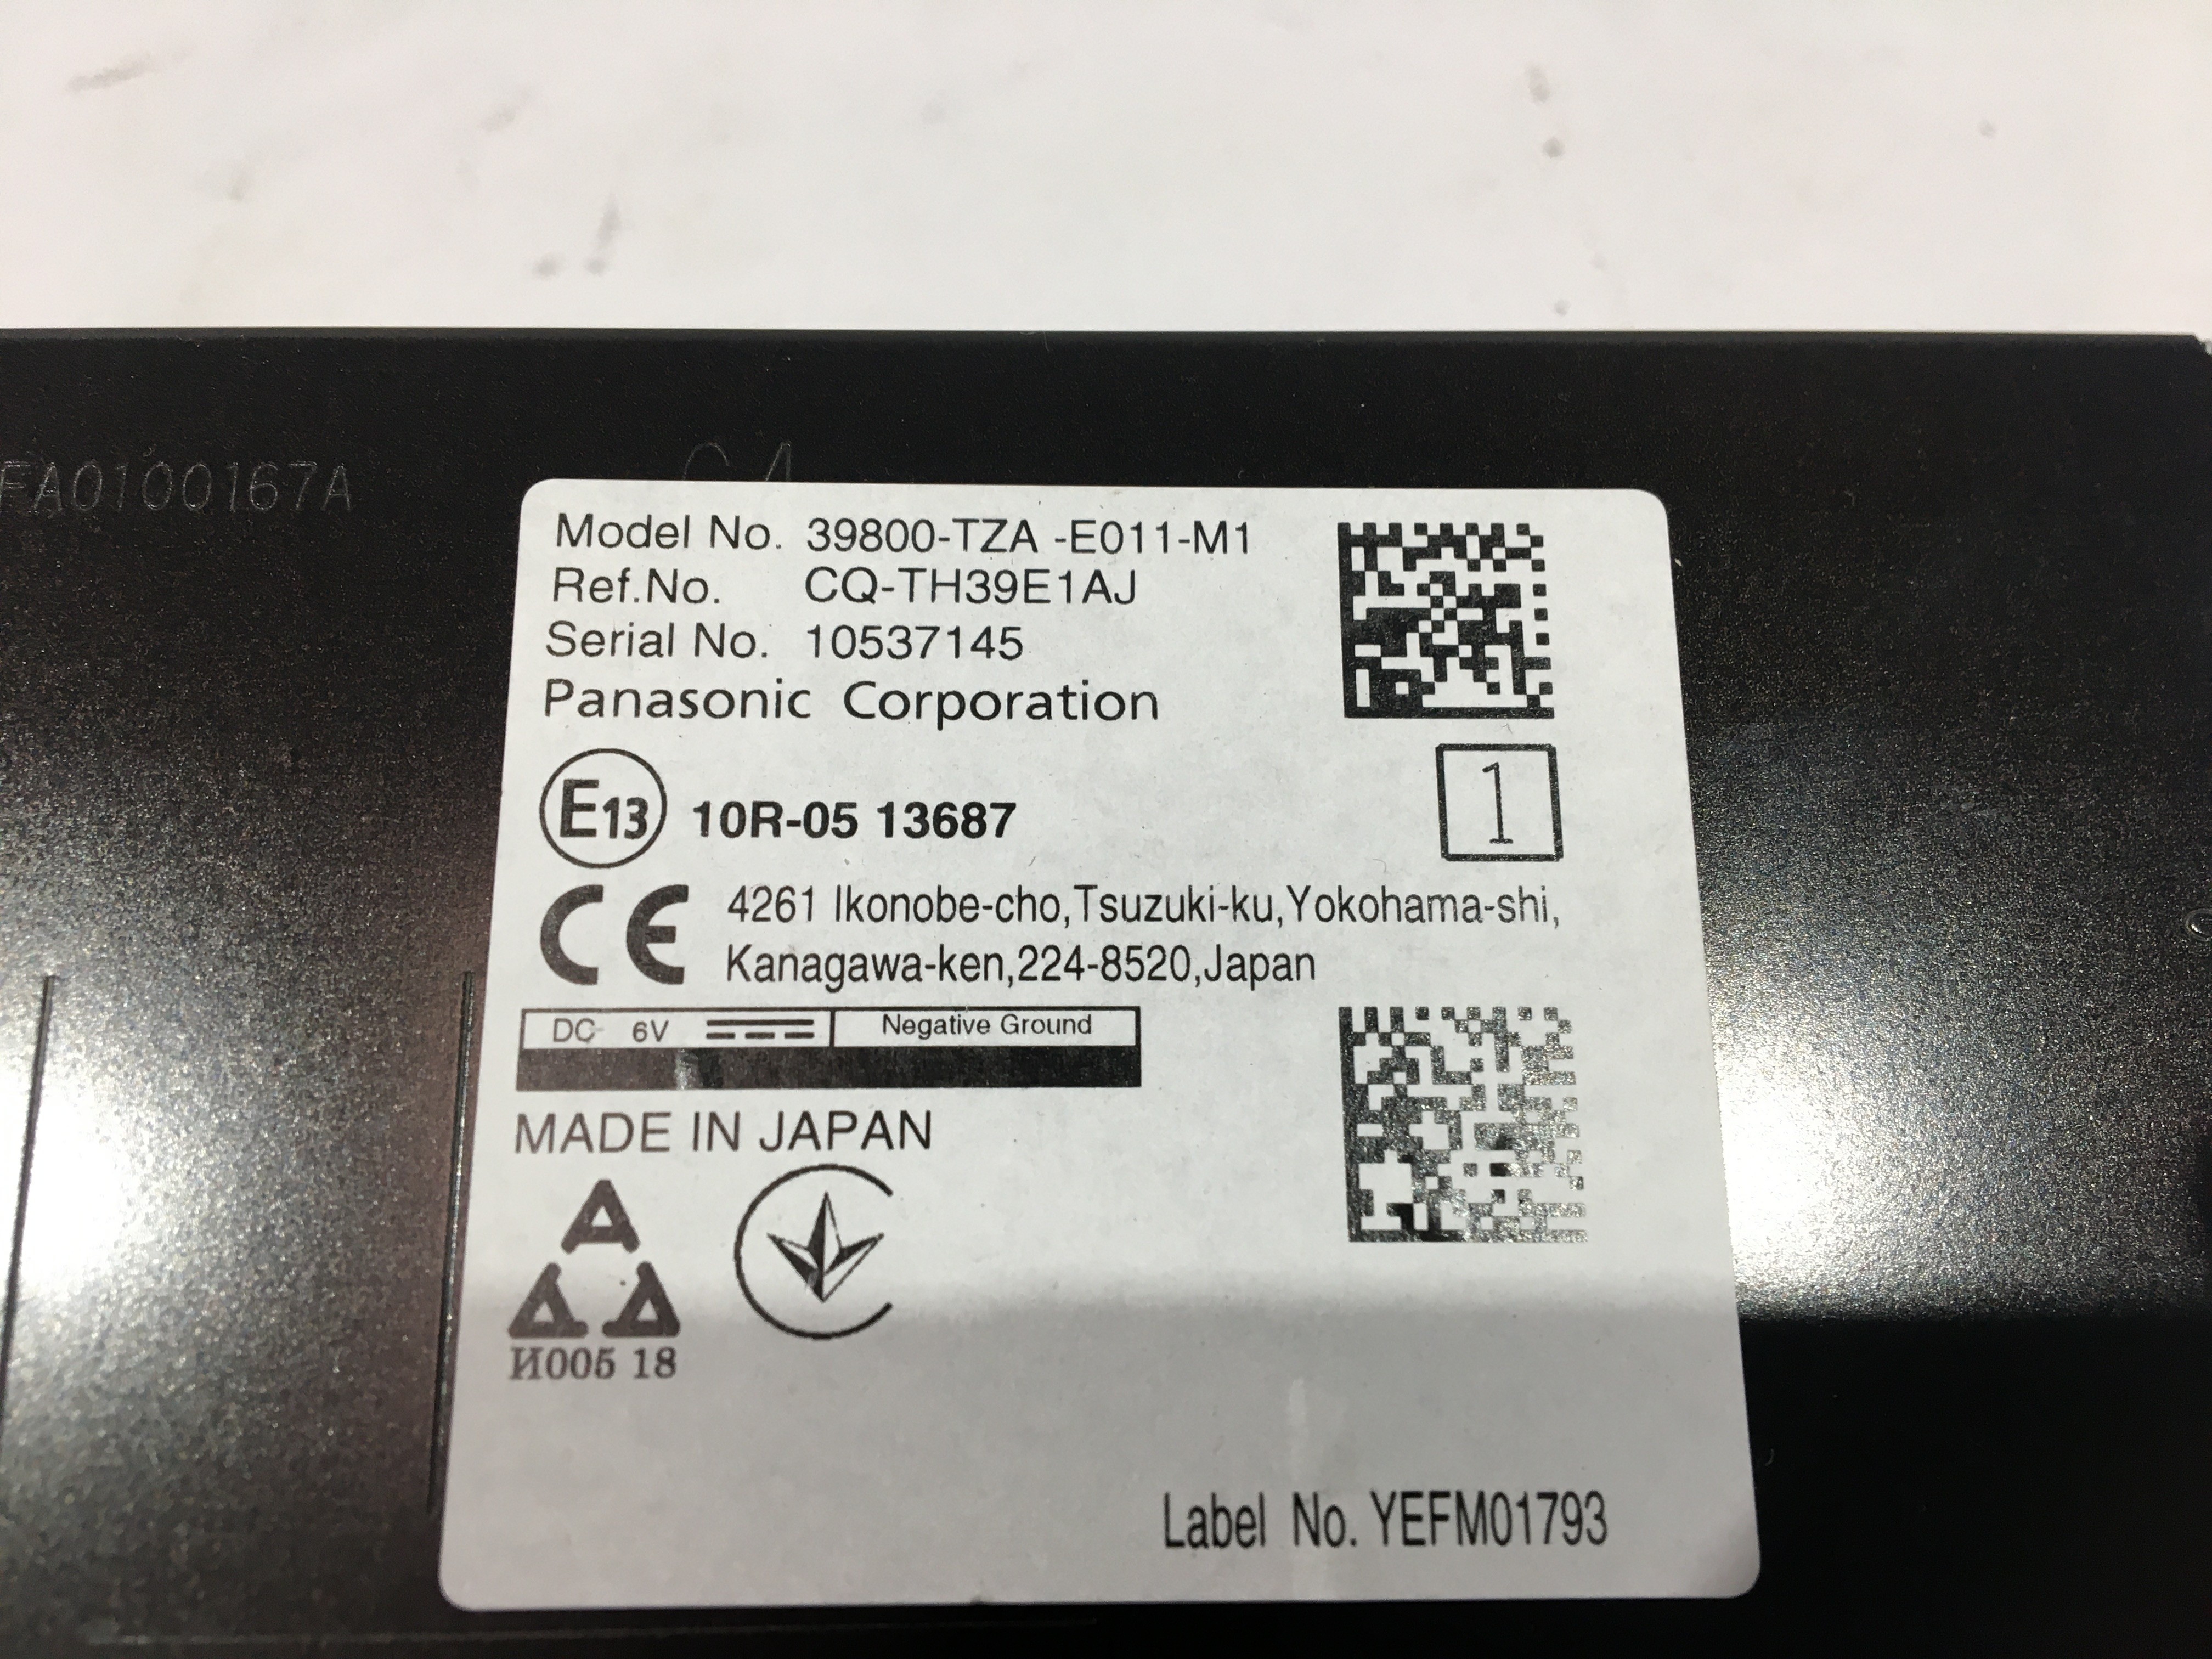 FA0100167A
Model No. 39800-TZA -E011-M1
Ref.No. CQ-TH39E1AJ
Serial No. 10537145
Panasonic Corporation
E13 10R-05 13687
1
CE 4261 Ikonobe-cho,Tsuzuki-ku,Yokohama-shi,
Kanagawa-ken,224-8520,Japan
DC 6V Negative Ground
MADE IN JAPAN
И005 18
Label No. YEFM01793